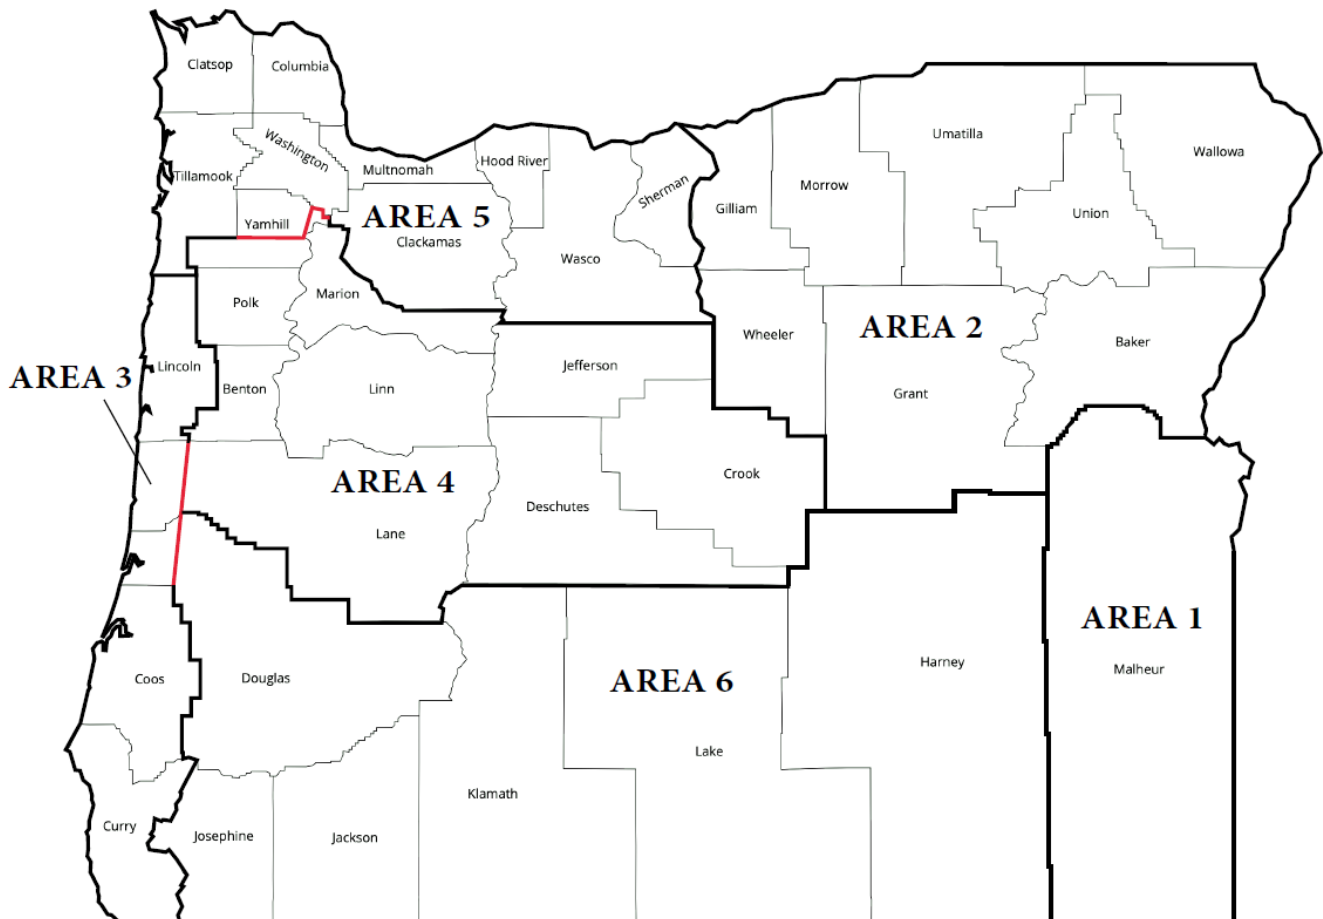 Clatsop
Columbia
Washington
Tillamook
Multnomah
Hood River
Sherman
Umatilla
Wallowa
Morrow
Gilliam
Union
Yamhill
AREA 5
Clackamas
Wasco
Polk
Marion
Wheeler
AREA 2
Baker
Lincoln
AREA 3
Benton
Linn
Jefferson
Grant
AREA 4
Crook
Deschutes
Lane
AREA 1
Malheur
Harney
Coos
Douglas
AREA 6
Lake
Klamath
Curry
Josephine
Jackson